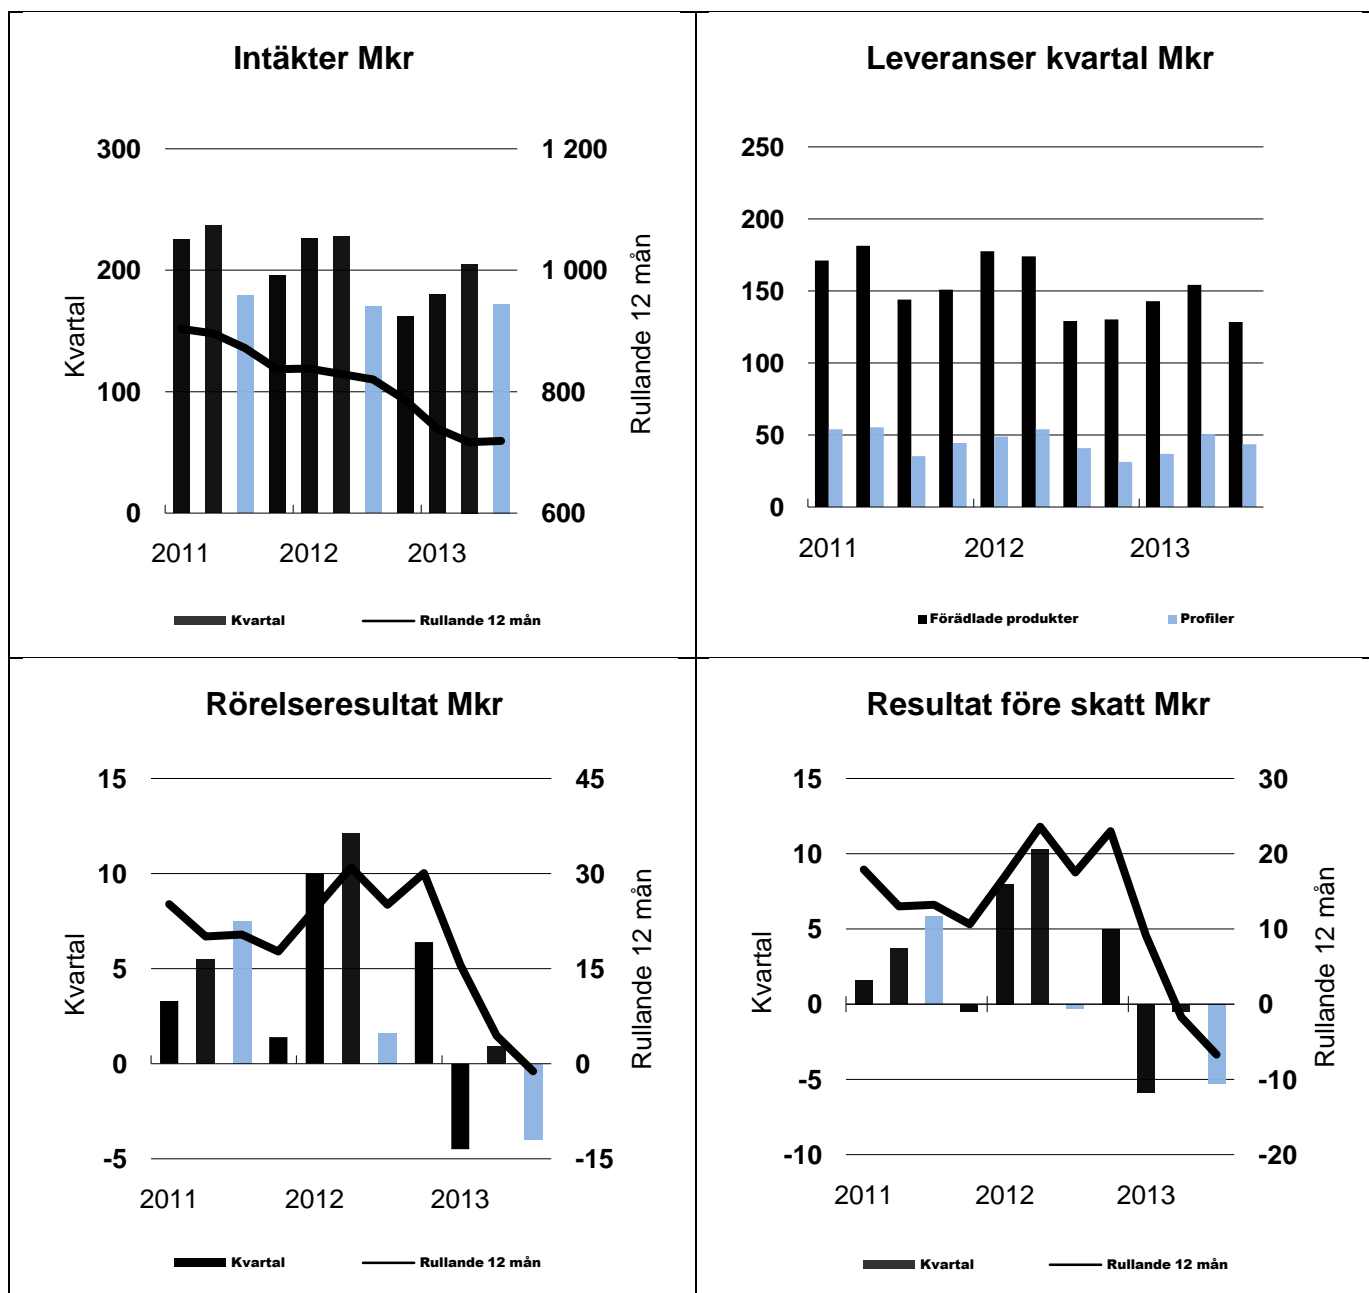 Intäkter Mkr
300
200
100
0
Kvartal
1 200
1 000
800
600
Rullande 12 mån
2011 2012 2013
Kvartal Rullande 12 mån
Leveranser kvartal Mkr
250
200
150
100
50
0
2011 2012 2013
Förädlade produkter Profiler
Rörelseresultat Mkr
15
10
5
0
-5
Kvartal
45
30
15
0
-15
Rullande 12 mån
2011 2012 2013
Kvartal Rullande 12 mån
Resultat före skatt Mkr
15
10
5
0
-5
-10
Kvartal
30
20
10
0
-10
-20
Rullande 12 mån
2011 2012 2013
Kvartal Rullande 12 mån